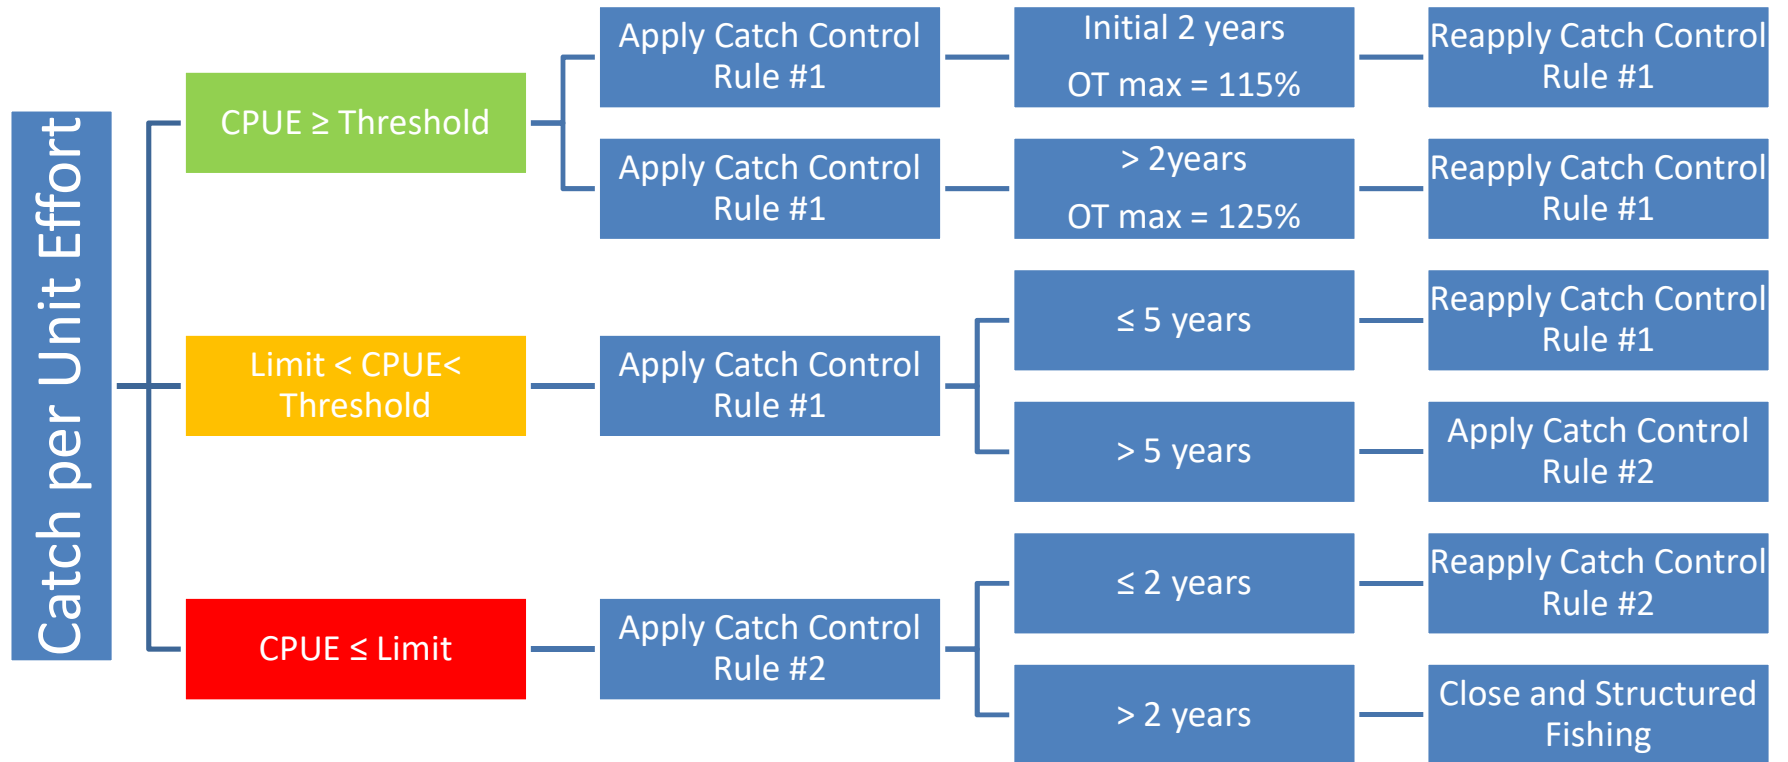 Catch per Unit Effort
CPUE ≥ Threshold
Apply Catch Control
Rule #1
Initial 2 years
OT max = 115%
Reapply Catch Control
Rule #1
Apply Catch Control
Rule #1
> 2years
OT max = 125%
Reapply Catch Control
Rule #1
Limit < CPUE<
Threshold
Apply Catch Control
Rule #1
≤ 5 years
Reapply Catch Control
Rule #1
> 5 years
Apply Catch Control
Rule #2
CPUE ≤ Limit
Apply Catch Control
Rule #2
≤ 2 years
Reapply Catch Control
Rule #2
> 2 years
Close and Structured
Fishing